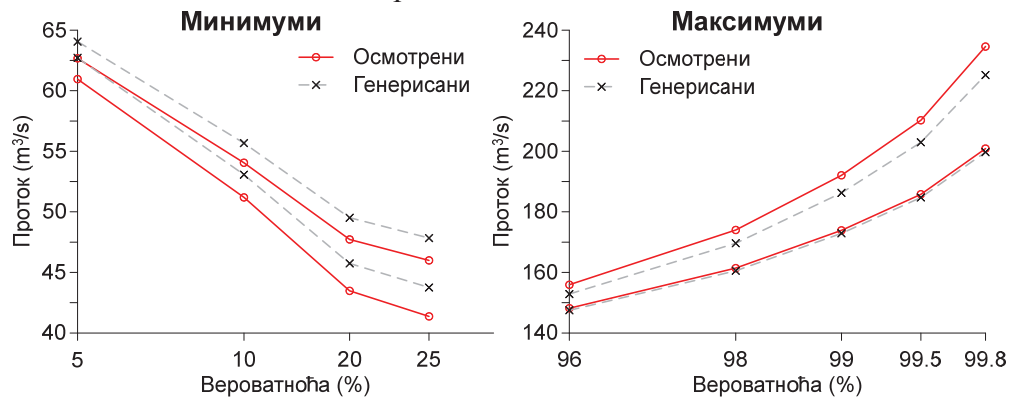 Минимуми
65
60
55
50
45
40
Проток (m³/s)
Осмотрени
Генерисани
5 10 20 25
Вероватноћа (%)
Максимуми
240
220
200
180
160
140
Проток (m³/s)
Осмотрени
Генерисани
96 98 99 99.5 99.8
Вероватноћа (%)